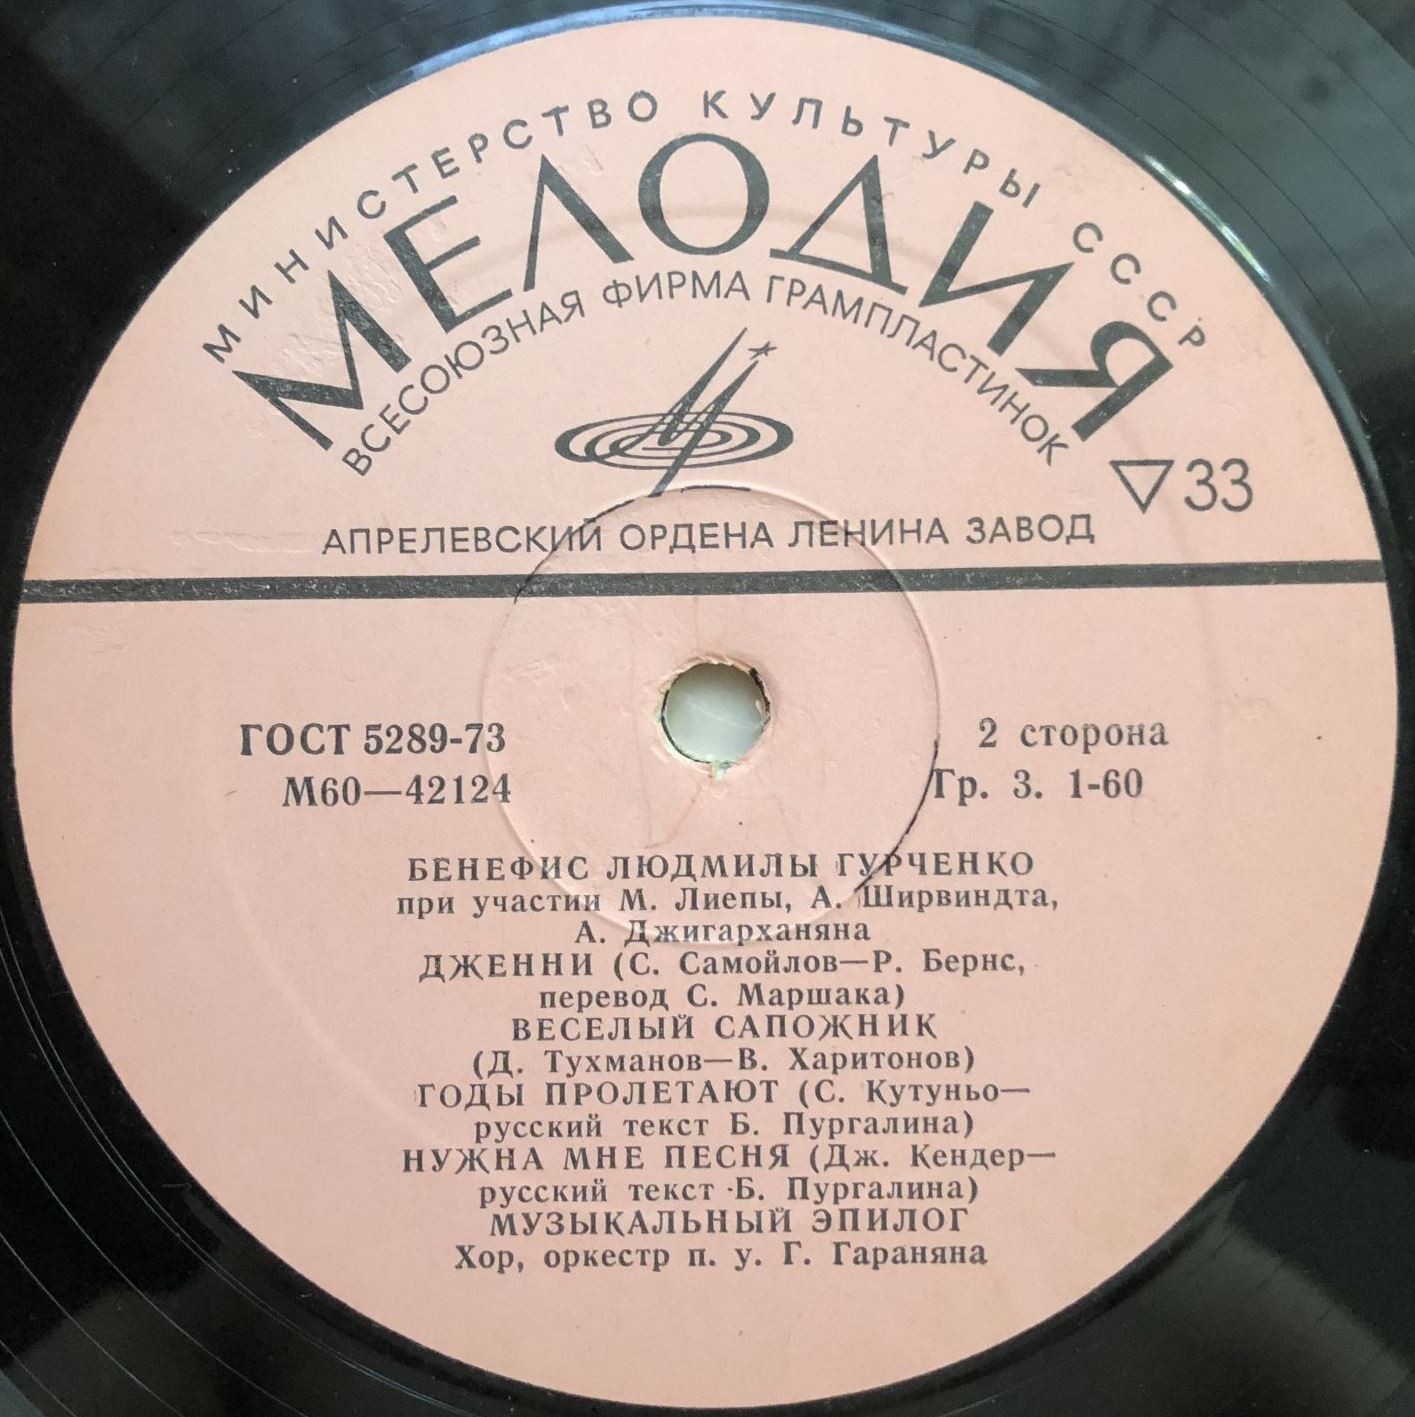 МИНИСТЕРСТВО КУЛЬТУРЫ СССР
МЕЛОДИЯ
ВСЕСОЮЗНАЯ ФИРМА ГРАМПЛАСТИНОК
33
АПРЕЛЕВСКИЙ ОРДЕНА ЛЕНИНА ЗАВОД
ГОСТ 5289-73
М60—42124
2 сторона
Гр. 3. 1-60
БЕНЕФИС ЛЮДМИЛЫ ГУРЧЕНКО
при участии М. Лиепы, А. Ширвиндта,
А. Джигарханяна
ДЖЕННИ (С. Самойлов—Р. Бернс,
перевод С. Маршака)
ВЕСЕЛЫЙ САПОЖНИК
(Д. Тухманов—В. Харитонов)
ГОДЫ ПРОЛЕТАЮТ (С. Кутуньо—
русский текст Б. Пургалина)
НУЖНА МНЕ ПЕСНЯ (Дж. Кендер—
русский текст Б. Пургалина)
МУЗЫКАЛЬНЫЙ ЭПИЛОГ
Хор, оркестр п. у. Г. Гараняна